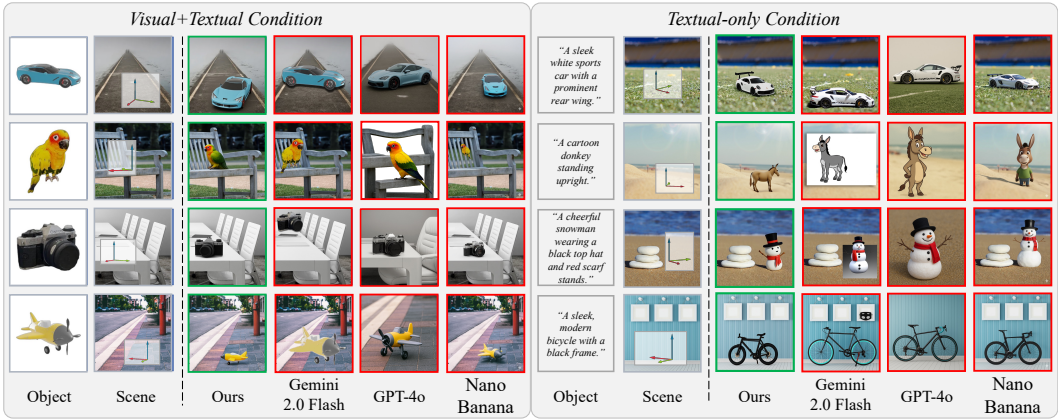 Visual+Textual Condition
Textual-only Condition
“A sleek
white sports
car with a
prominent
rear wing.”
“A cartoon
donkey
standing
upright.”
“A cheerful
snowman
wearing a
black top hat
and red scarf
stands.”
“A sleek,
modern
bicycle with a
black frame.”
Object
Scene
Ours
Gemini
2.0 Flash
GPT-4o
Nano
Banana
Object
Scene
Ours
Gemini
2.0 Flash
GPT-4o
Nano
Banana